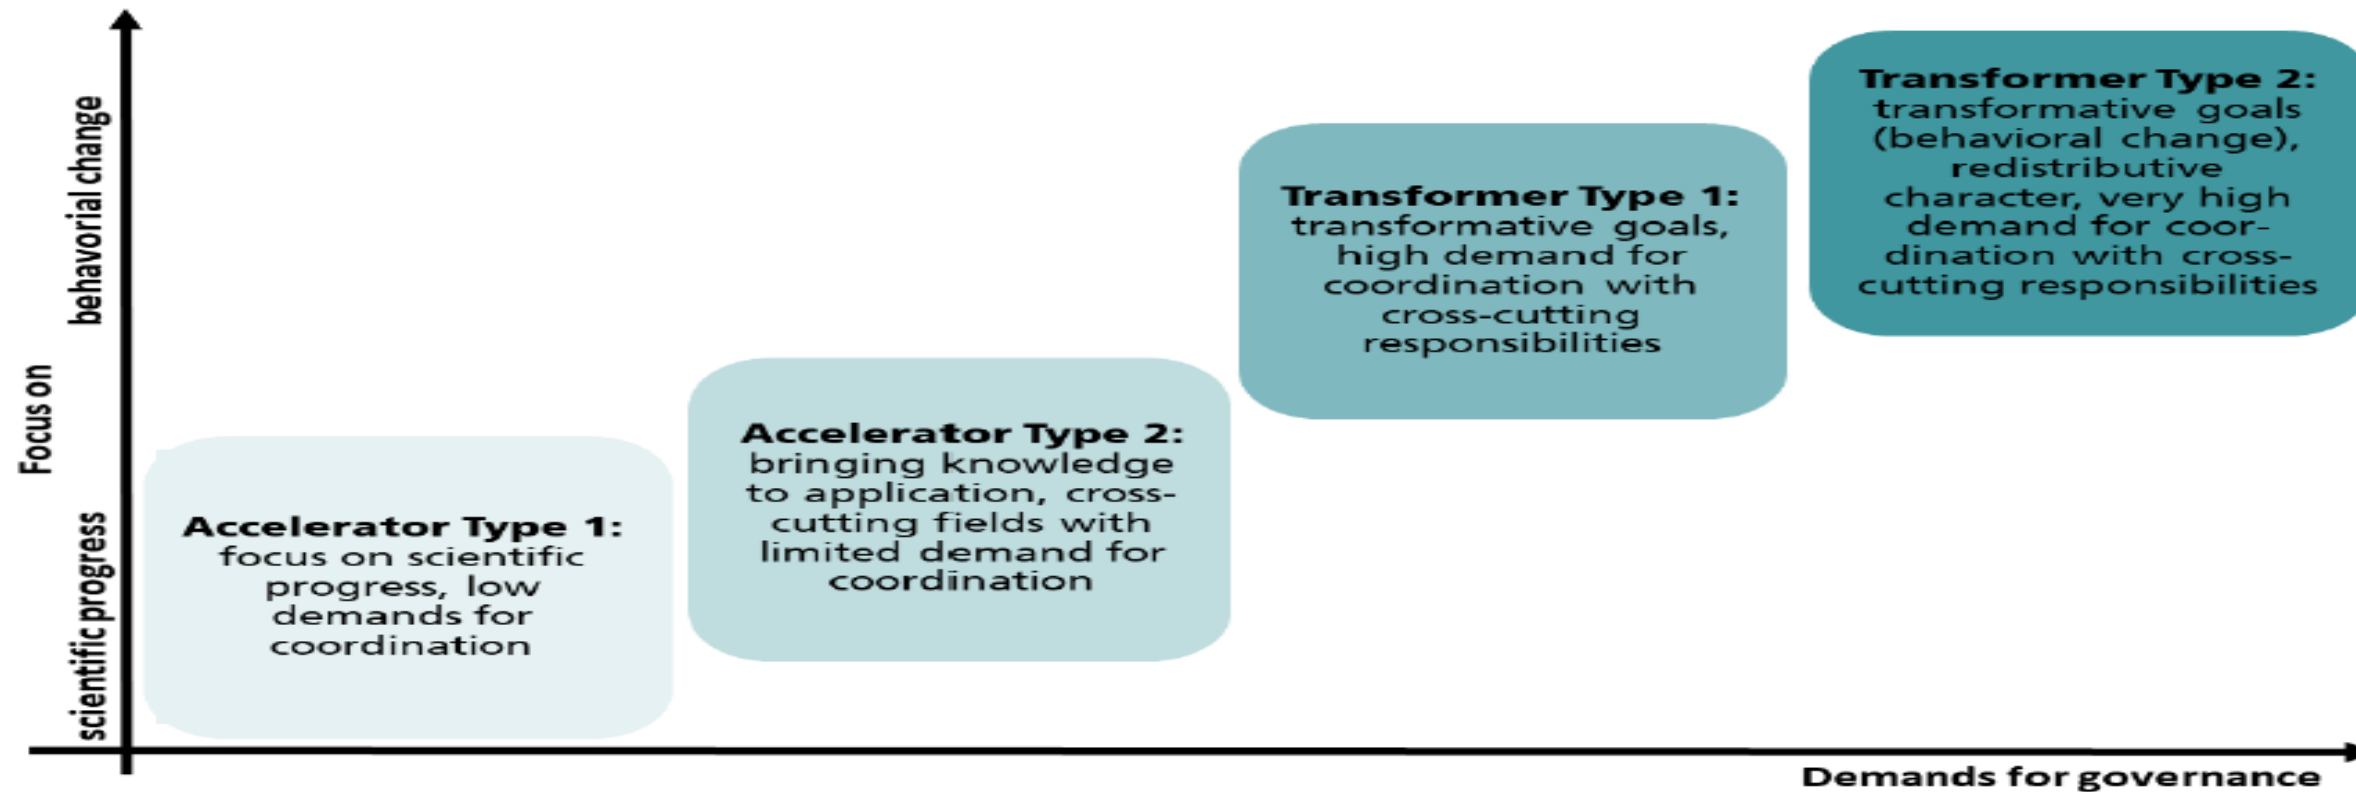 Focus on
behavorial change
scientific progress
Accelerator Type 1:
focus on scientific
progress, low
demands for
coordination
Accelerator Type 2:
bringing knowledge
to application, cross-
cutting fields with
limited demand for
coordination
Transformer Type 1:
transformative goals,
high demand for
coordination with
cross-cutting
responsibilities
Transformer Type 2:
transformative goals
(behavioral change),
redistributive
character, very high
demand for coor-
dination with cross-
cutting responsibilities
Demands for governance